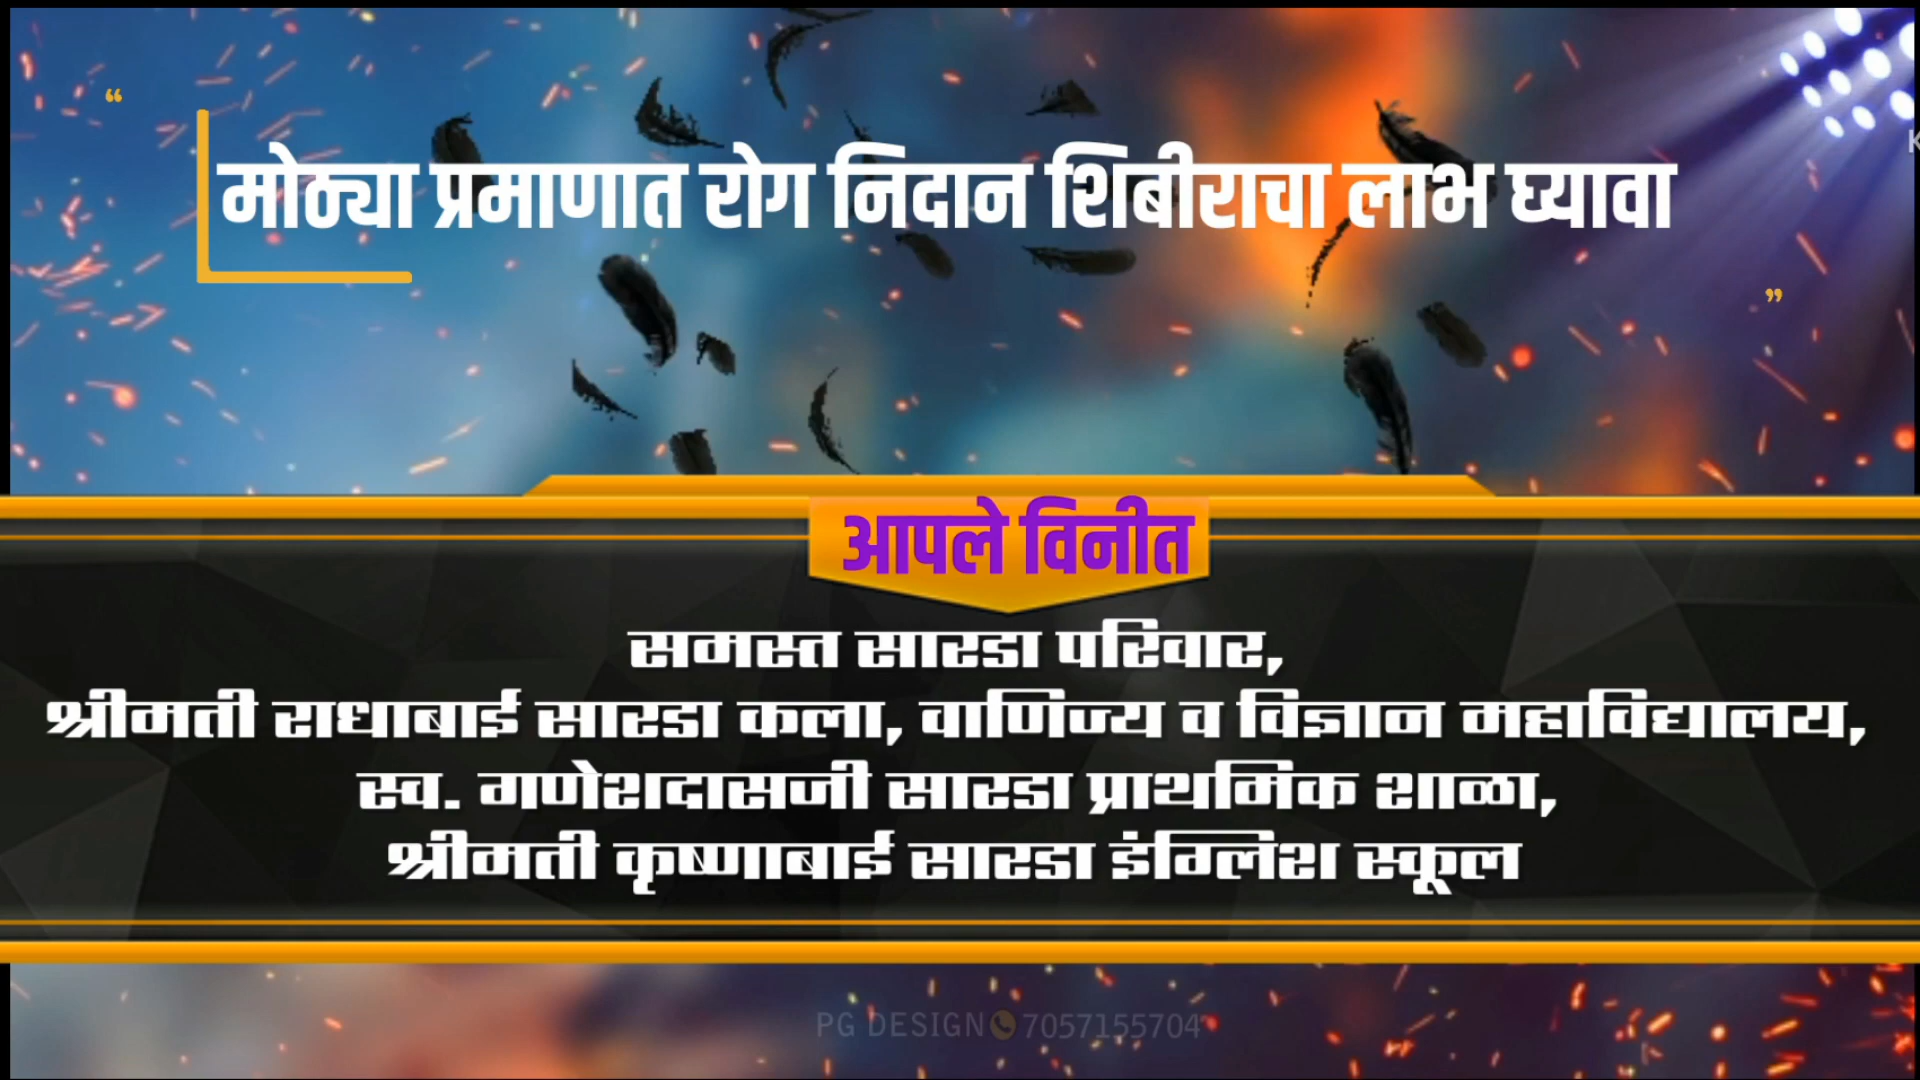 “
मोठ्या प्रमाणात रोग निदान शिबीराचा लाभ घ्यावा
”
आपले विनीत
समस्त सारडा परिवार,
श्रीमती राधाबाई सारडा कला, वाणिज्य व विज्ञान महाविद्यालय,
स्व. गणेशदासजी सारडा प्राथमिक शाळा,
श्रीमती कृष्णाबाई सारडा इंग्लिश स्कूल
PG DESIGN 7057155704